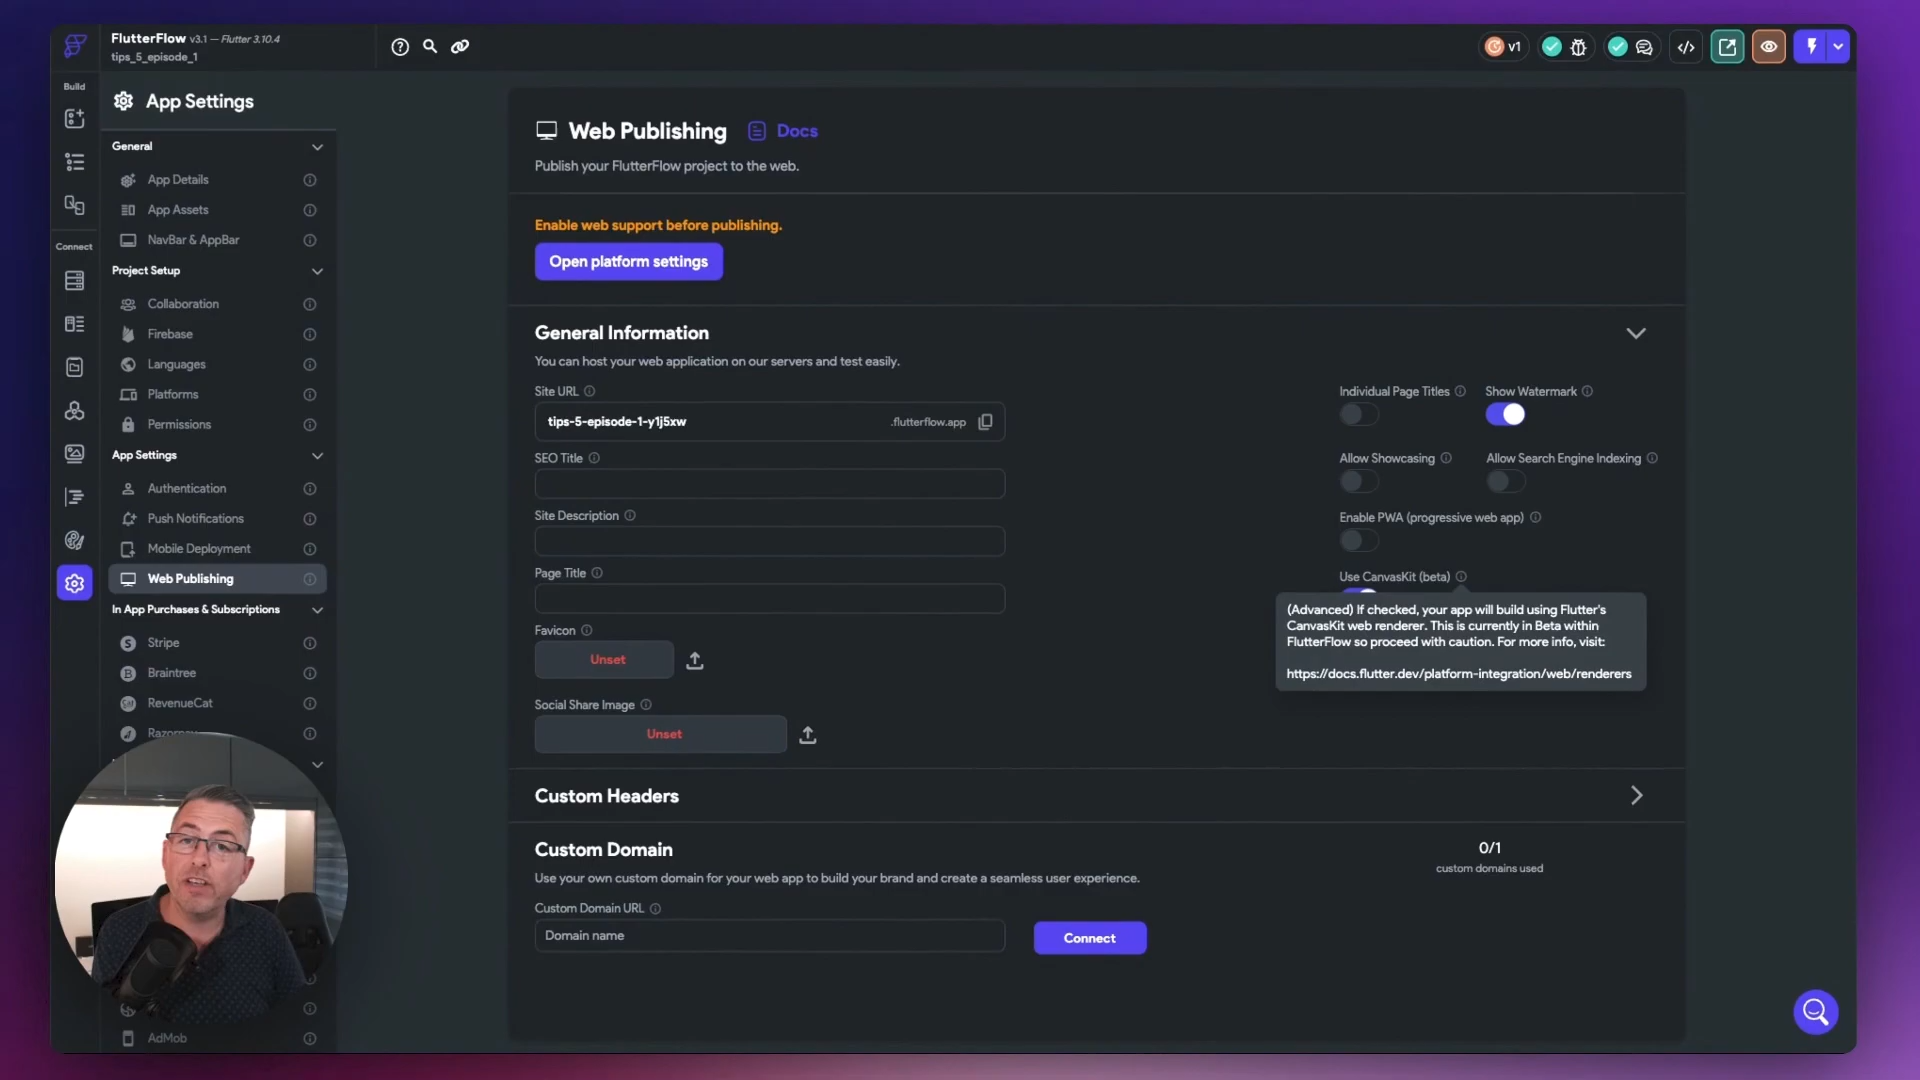 FlutterFlow v3.1 — Flutter 3.10.4
tips_5_episode_1
v1
Build
Connect
App Settings
General
App Details
App Assets
NavBar & AppBar
Project Setup
Collaboration
Firebase
Languages
Platforms
Permissions
App Settings
Authentication
Push Notifications
Mobile Deployment
Web Publishing
In App Purchases & Subscriptions
Stripe
Braintree
RevenueCat
AdMob
Web Publishing Docs
Publish your FlutterFlow project to the web.
Enable web support before publishing.
Open platform settings
General Information
You can host your web application on our servers and test easily.
Site URL
tips-5-episode-1-y1j5xw .flutterflow.app
SEO Title
Site Description
Page Title
Favicon
Unset
Social Share Image
Unset
Individual Page Titles Show Watermark
Allow Showcasing Allow Search Engine Indexing
Enable PWA (progressive web app)
Use CanvasKit (beta)
(Advanced) If checked, your app will build using Flutter's
CanvasKit web renderer. This is currently in Beta within
FlutterFlow so proceed with caution. For more info, visit:
https://docs.flutter.dev/platform-integration/web/renderers
Custom Headers
Custom Domain
Use your own custom domain for your web app to build your brand and create a seamless user experience.
0/1
custom domains used
Custom Domain URL
Domain name
Connect